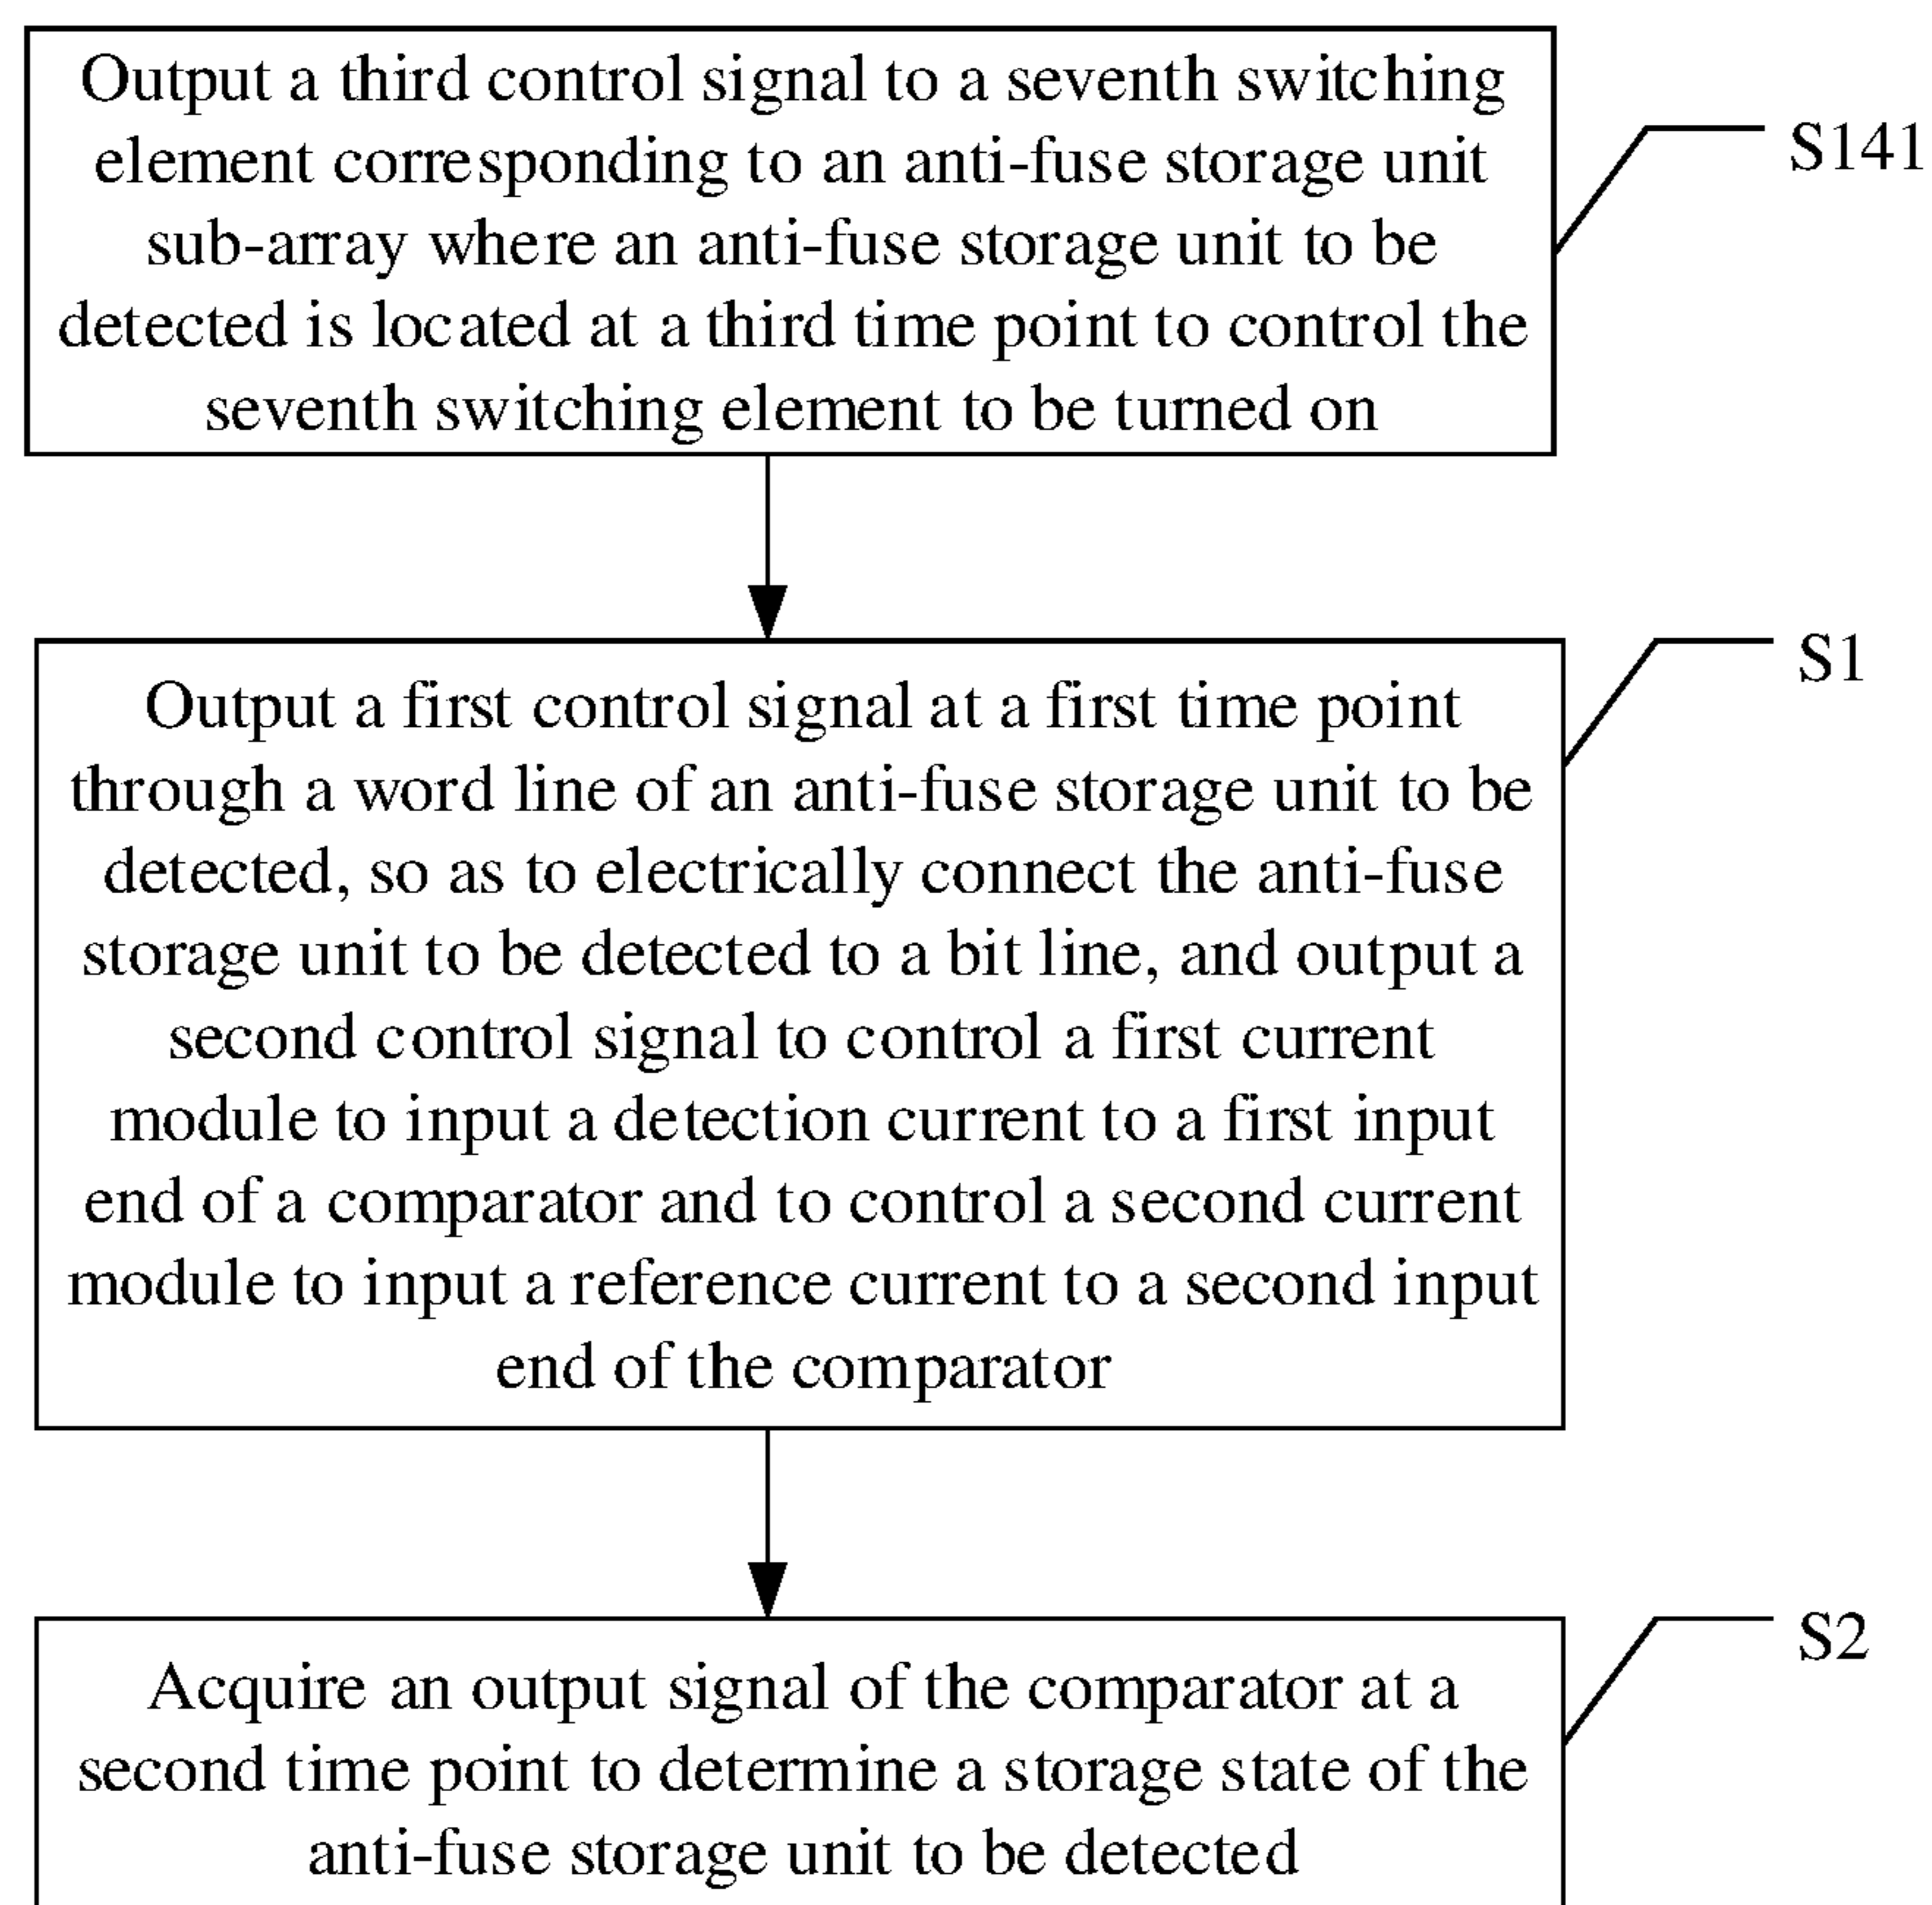 Output a third control signal to a seventh switching
element corresponding to an anti-fuse storage unit
sub-array where an anti-fuse storage unit to be
detected is located at a third time point to control the
seventh switching element to be turned on
S141
Output a first control signal at a first time point
through a word line of an anti-fuse storage unit to be
detected, so as to electrically connect the anti-fuse
storage unit to be detected to a bit line, and output a
second control signal to control a first current
module to input a detection current to a first input
end of a comparator and to control a second current
module to input a reference current to a second input
end of the comparator
S1
Acquire an output signal of the comparator at a
second time point to determine a storage state of the
anti-fuse storage unit to be detected
S2